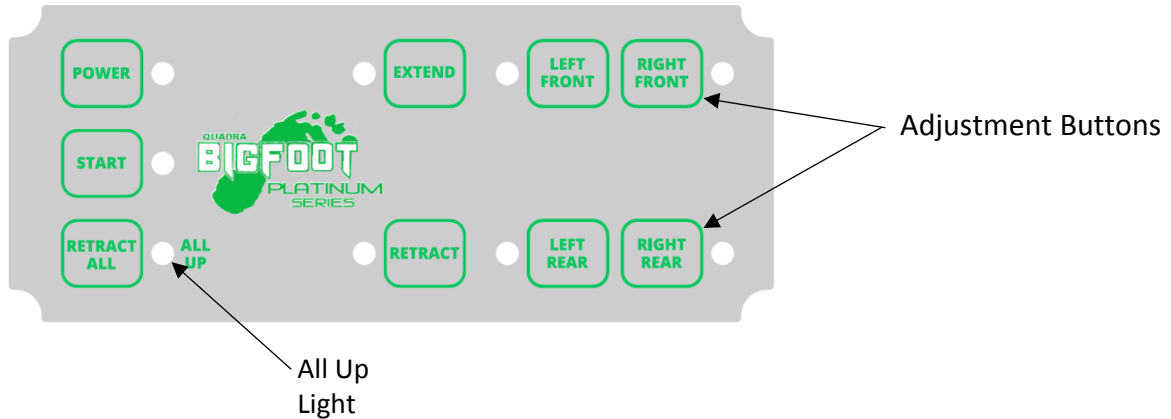 POWER
EXTEND
LEFT
FRONT
RIGHT
FRONT
Adjustment Buttons
START
QUADRA
BIGFOOT
PLATINUM
SERIES
RETRACT
ALL
ALL
UP
RETRACT
LEFT
REAR
RIGHT
REAR
All Up
Light